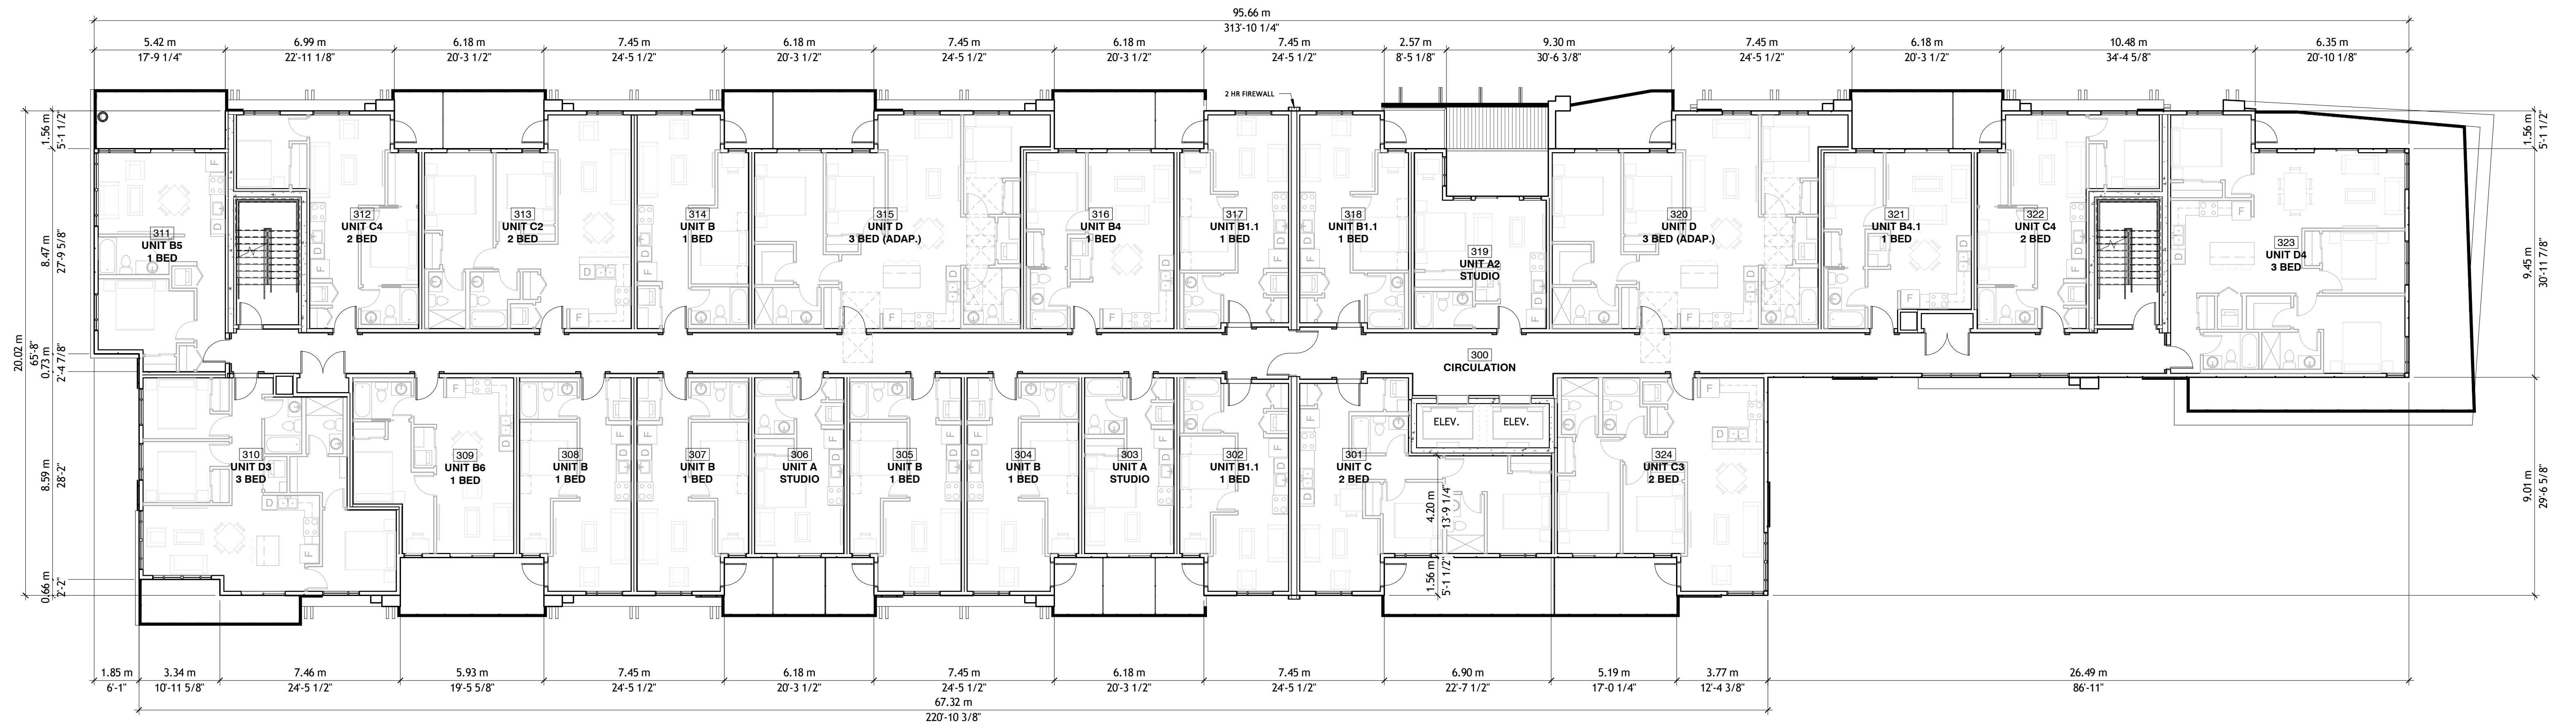 95.66 m
313'-10 1/4"
5.42 m
17'-9 1/4"
6.99 m
22'-11 1/8"
6.18 m
20'-3 1/2"
7.45 m
24'-5 1/2"
6.18 m
20'-3 1/2"
7.45 m
24'-5 1/2"
6.18 m
20'-3 1/2"
7.45 m
24'-5 1/2"
2.57 m
8'-5 1/8"
9.30 m
30'-6 3/8"
7.45 m
24'-5 1/2"
6.18 m
20'-3 1/2"
10.48 m
34'-4 5/8"
6.35 m
20'-10 1/8"
2 HR FIREWALL
20.02 m
65'-8"
1.56 m
5'-1 1/2"
8.47 m
27'-9 5/8"
0.73 m
2'-4 7/8"
8.59 m
28'-2"
0.66 m
2'-2"
311
UNIT B5
1 BED
312
UNIT C4
2 BED
313
UNIT C2
2 BED
314
UNIT B
1 BED
315
UNIT D
3 BED (ADAP.)
316
UNIT B4
1 BED
317
UNIT B1.1
1 BED
318
UNIT B1.1
1 BED
319
UNIT A2
STUDIO
320
UNIT D
3 BED (ADAP.)
321
UNIT B4.1
1 BED
322
UNIT C4
2 BED
323
UNIT D4
3 BED
1.56 m
5'-1 1/2"
9.45 m
30'-11 7/8"
9.01 m
29'-6 5/8"
300
CIRCULATION
ELEV.
ELEV.
310
UNIT D3
3 BED
309
UNIT B6
1 BED
308
UNIT B
1 BED
307
UNIT B
1 BED
306
UNIT A
STUDIO
305
UNIT B
1 BED
304
UNIT B
1 BED
303
UNIT A
STUDIO
302
UNIT B1.1
1 BED
301
UNIT C
2 BED
324
UNIT C3
2 BED
4.20 m
13'-9 1/4"
1.56 m
5'-1 1/2"
1.85 m
6'-1"
3.34 m
10'-11 5/8"
7.46 m
24'-5 1/2"
5.93 m
19'-5 5/8"
7.45 m
24'-5 1/2"
6.18 m
20'-3 1/2"
7.45 m
24'-5 1/2"
6.18 m
20'-3 1/2"
7.45 m
24'-5 1/2"
6.90 m
22'-7 1/2"
5.19 m
17'-0 1/4"
3.77 m
12'-4 3/8"
26.49 m
86'-11"
67.32 m
220'-10 3/8"